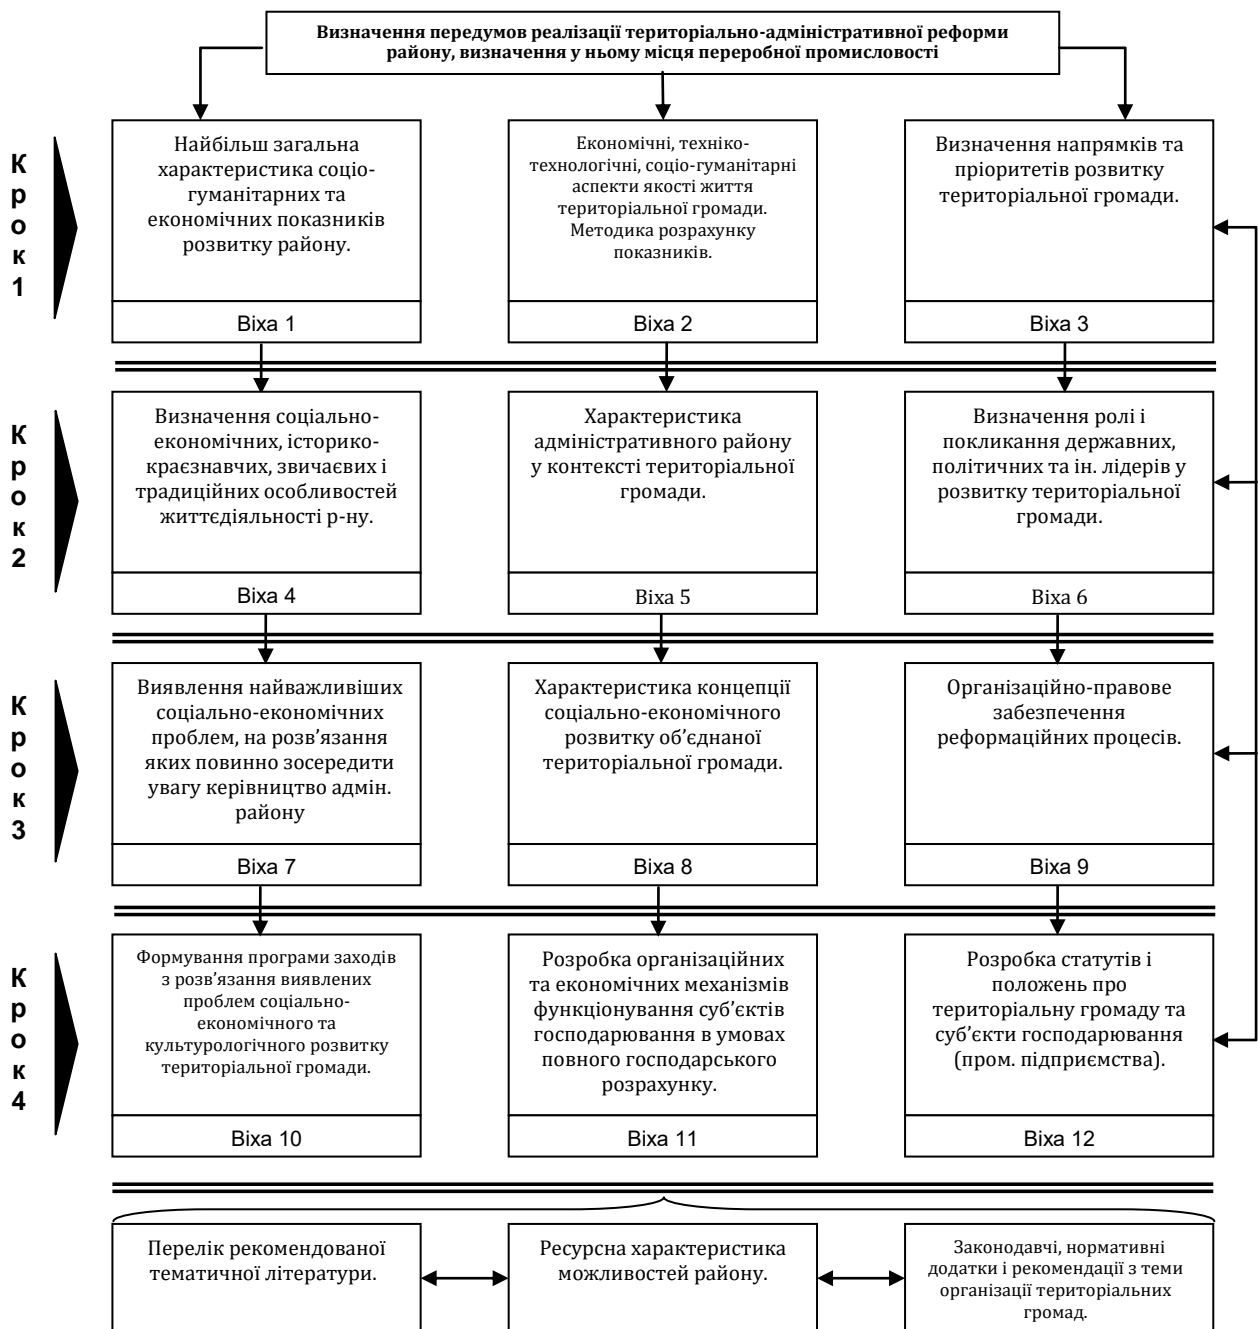 Визначення передумов реалізації територіально-адміністративної реформи
району, визначення у ньому місця переробної промисловості
К
р
о
к
1
Найбільш загальна
характеристика соціо-
гуманітарних та
економічних показників
розвитку району.
Віха 1
Економічні, техніко-
технологічні, соціо-гуманітарні
аспекти якості життя
територіальної громади.
Методика розрахунку
показників.
Віха 2
Визначення напрямків та
пріоритетів розвитку
територіальної громади.
Віха 3
К
р
о
к
2
Визначення соціально-
економічних, історико-
краєзнавчих, звичаєвих і
традиційних особливостей
життєдіяльності р-ну.
Віха 4
Характеристика
адміністративного району
у контексті територіальної
громади.
Віха 5
Визначення ролі і
покликання державних,
політичних та ін. лідерів у
розвитку територіальної
громади.
Віха 6
К
р
о
к
3
Виявлення найважливіших
соціально-економічних
проблем, на розв’язання
яких повинно зосередити
увагу керівництво адмін.
району
Віха 7
Характеристика концепції
соціально-економічного
розвитку об’єднаної
територіальної громади.
Віха 8
Організаційно-правове
забезпечення
реформаційних процесів.
Віха 9
К
р
о
к
4
Формування програми заходів
з розв’язання виявлених
проблем соціально-
економічного та
культурологічного розвитку
територіальної громади.
Віха 10
Розробка організаційних
та економічних механізмів
функціонування суб’єктів
господарювання в умовах
повного господарського
розрахунку.
Віха 11
Розробка статутів і
положень про
територіальну громаду та
суб’єкти господарювання
(пром. підприємства).
Віха 12
Перелік рекомендованої
тематичної літератури.
Ресурсна характеристика
можливостей району.
Законодавчі, нормативні
додатки і рекомендації з теми
організації територіальних
громад.